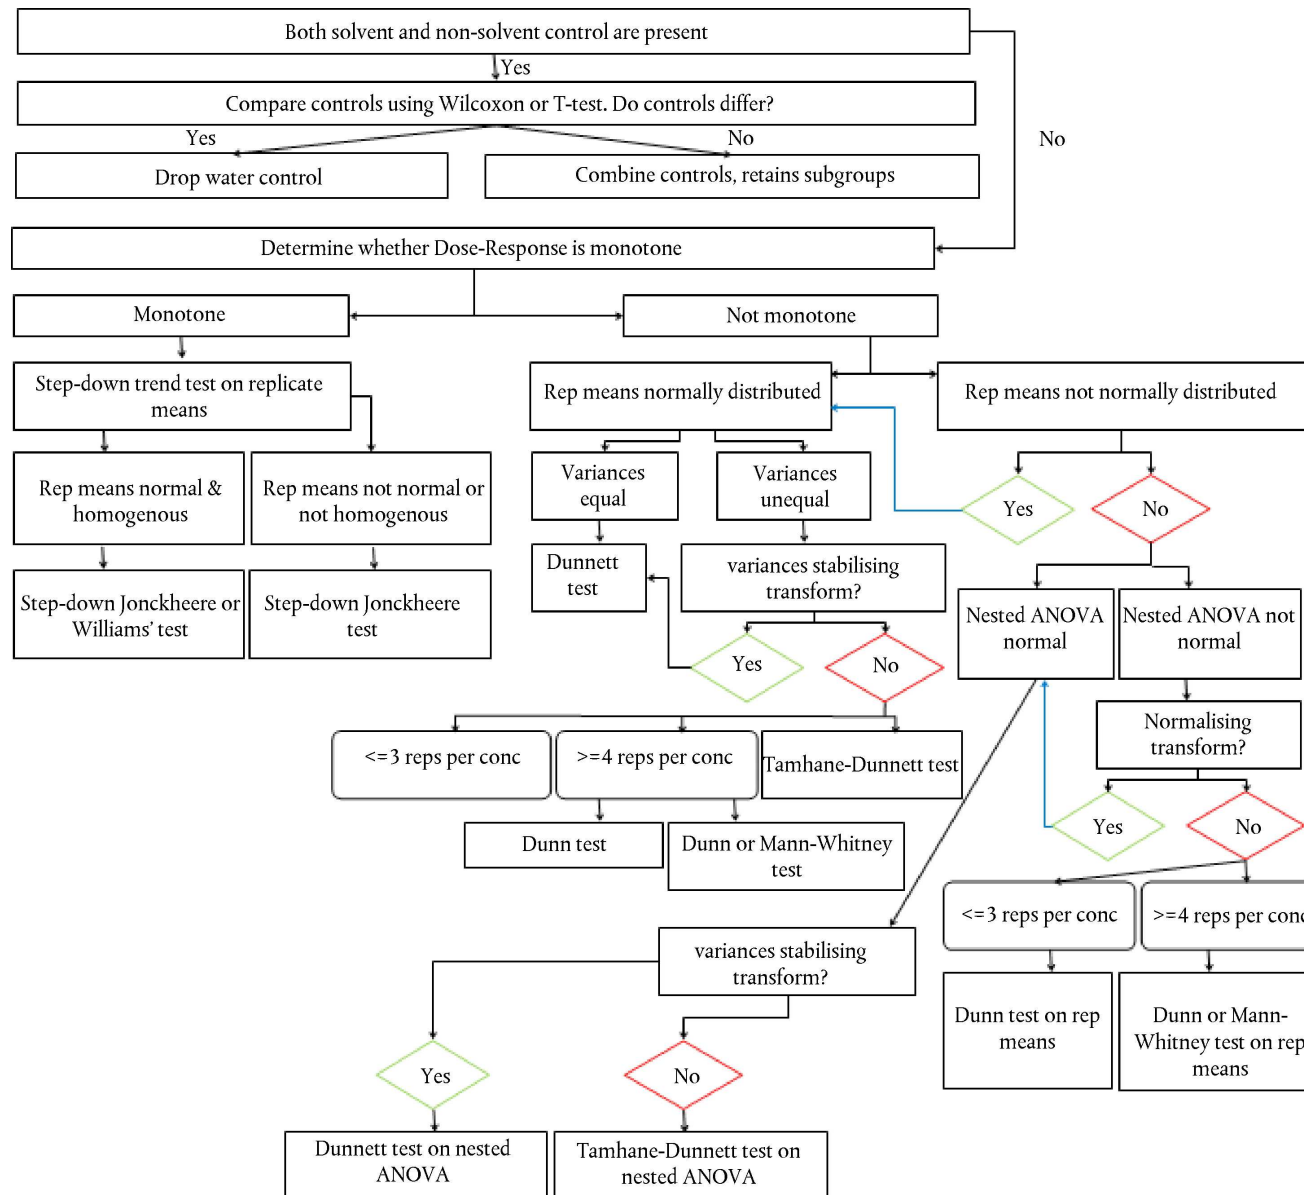 Both solvent and non-solvent control are present
Yes
No
Compare controls using Wilcoxon or T-test. Do controls differ?
Yes
No
Drop water control
Combine controls, retains subgroups
Determine whether Dose-Response is monotone
Monotone
Not monotone
Step-down trend test on replicate
means
Rep means normally distributed
Rep means not normally distributed
Rep means normal &
homogenous
Rep means not normal or
not homogenous
Variances
equal
Variances
unequal
Yes
No
Step-down Jonckheere or
Williams' test
Step-down Jonckheere
test
Dunnett
test
variances stabilising
transform?
Nested ANOVA
normal
Nested ANOVA not
normal
Yes
No
Normalising
transform?
<=3 reps per conc
>=4 reps per conc
Tamhane-Dunnett test
Yes
No
Dunn test
Dunn or Mann-Whitney
test
<=3 reps per conc
>=4 reps per conc
variances stabilising
transform?
Dunn test on rep
means
Dunn or Mann-
Whitney test on rep
means
Yes
No
Dunnett test on nested
ANOVA
Tamhane-Dunnett test on
nested ANOVA